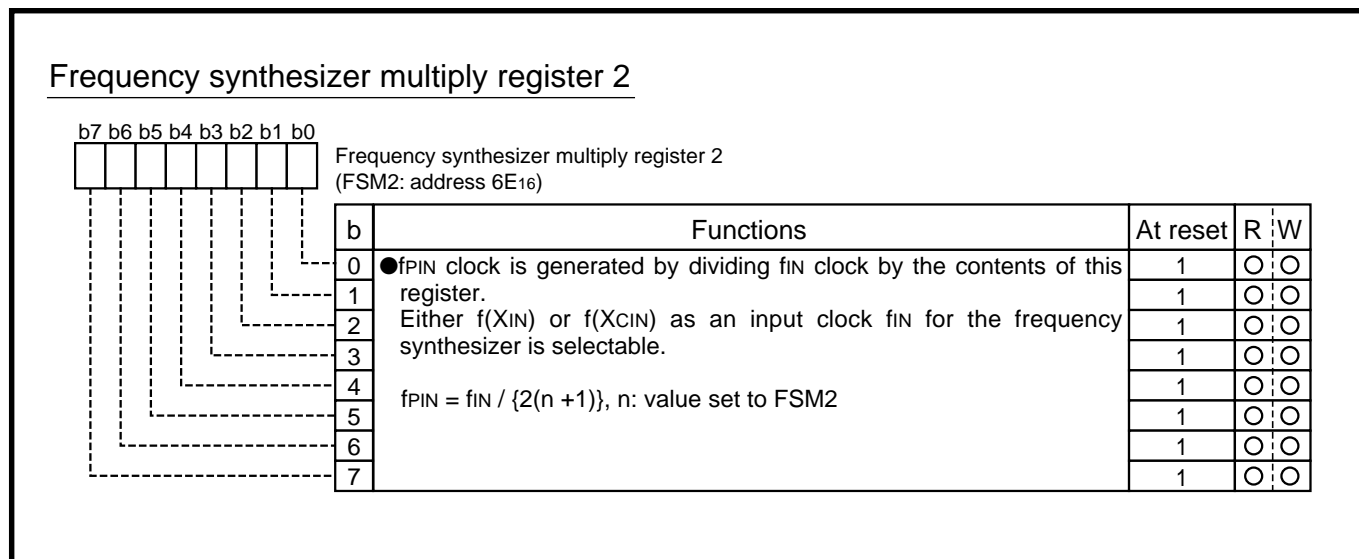 Frequency synthesizer multiply register 2
b7 b6 b5 b4 b3 b2 b1 b0
Frequency synthesizer multiply register 2
(FSM2: address 6E16)
b Functions At reset R W
0 ●fPIN clock is generated by dividing fIN clock by the contents of this 1 O O
1 register. 1 O O
2 Either f(XIN) or f(XCIN) as an input clock fIN for the frequency 1 O O
3 synthesizer is selectable. 1 O O
4 fPIN = fIN / {2(n +1)}, n: value set to FSM2 1 O O
5 1 O O
6 1 O O
7 1 O O